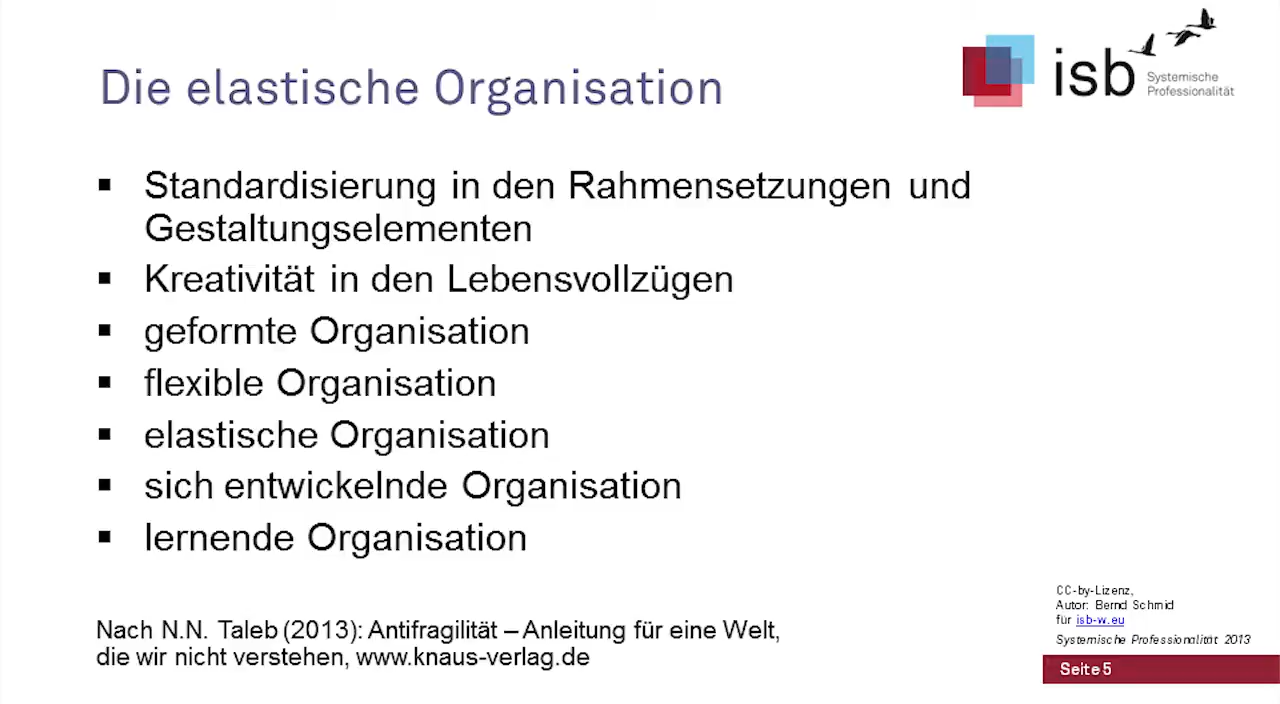 Die elastische Organisation
isb
Systemische
Professionalität
▪ Standardisierung in den Rahmensetzungen und
Gestaltungselementen
▪ Kreativität in den Lebensvollzügen
▪ geformte Organisation
▪ flexible Organisation
▪ elastische Organisation
▪ sich entwickelnde Organisation
▪ lernende Organisation
Nach N.N. Taleb (2013): Antifragilität – Anleitung für eine Welt,
die wir nicht verstehen, www.knaus-verlag.de
CC-by-Lizenz,
Autor: Bernd Schmid
für isb-w.eu
Systemische Professionalität 2013
Seite 5